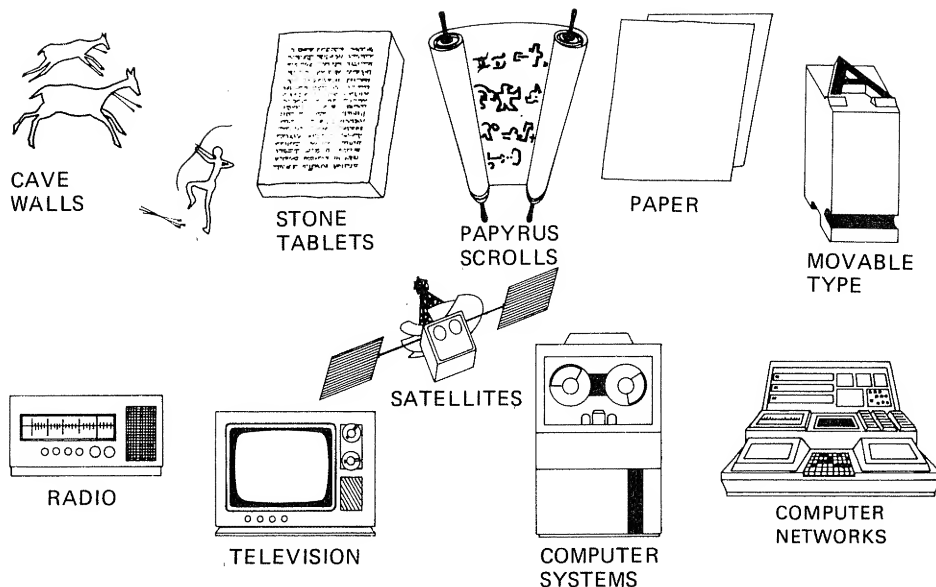 CAVE
WALLS
STONE
TABLETS
PAPYRUS
SCROLLS
PAPER
A
MOVABLE
TYPE
SATELLITES
RADIO
TELEVISION
COMPUTER
SYSTEMS
COMPUTER
NETWORKS